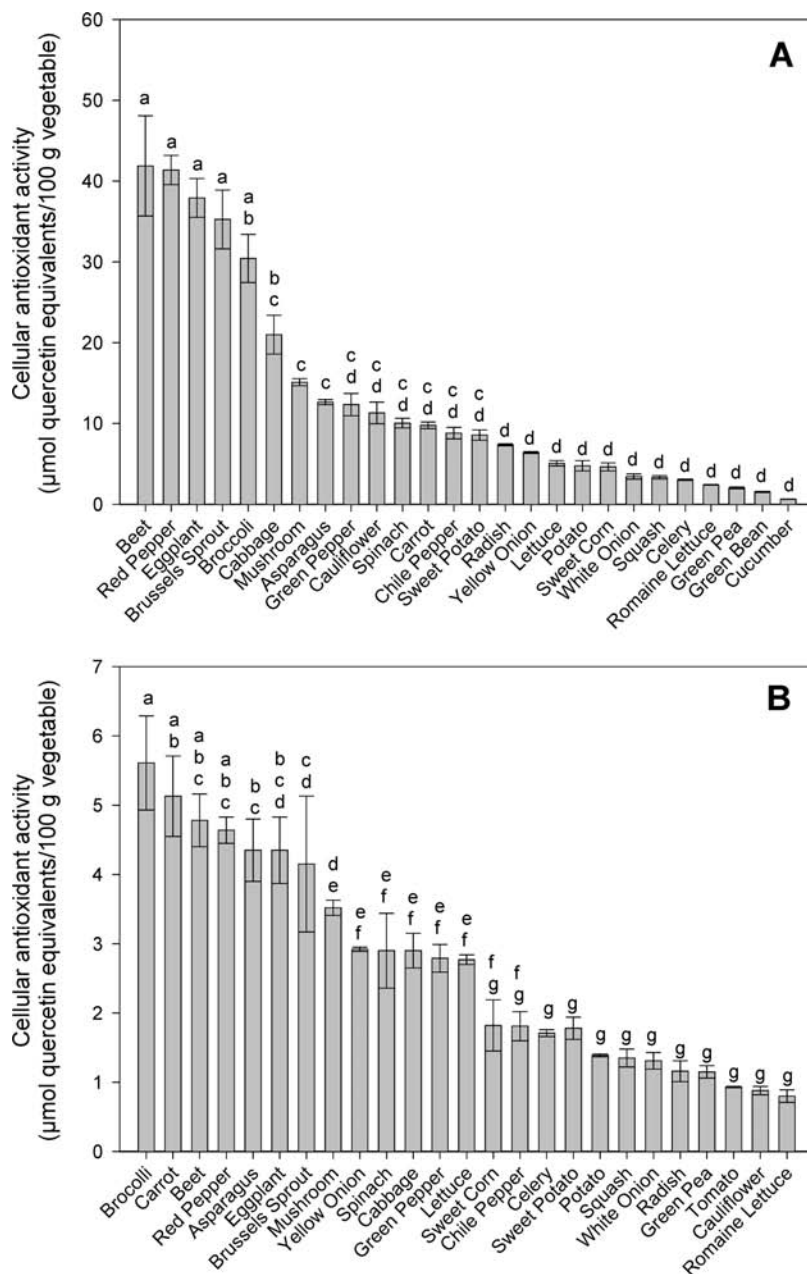 A
Cellular antioxidant activity
(µmol quercetin equivalents/100 g vegetable)
60
50
40
30
20
10
0
a
a
a
a
a
b
b
c
c
c
c
d
c
d
c
d
c
d
c
d
c
d
d
d
d
d
d
d
d
d
d
d
d
d
Beet
Red Pepper
Eggplant
Brussels Sprout
Broccoli
Cabbage
Mushroom
Asparagus
Green Pepper
Cauliflower
Spinach
Carrot
Chile Pepper
Sweet Potato
Radish
Yellow Onion
Lettuce
Potato
Sweet Corn
White Onion
Squash
Celery
Romaine Lettuce
Green Pea
Green Bean
Cucumber
B
Cellular antioxidant activity
(µmol quercetin equivalents/100 g vegetable)
7
6
5
4
3
2
1
0
a
a
b
a
b
c
a
b
c
b
c
b
c
d
c
d
d
e
e
f
e
f
e
f
e
f
e
f
f
g
f
g
g
g
g
g
g
g
g
g
g
g
Brocolli
Carrot
Beet
Red Pepper
Asparagus
Eggplant
Brussels Sprout
Mushroom
Yellow Onion
Spinach
Cabbage
Green Pepper
Lettuce
Sweet Corn
Chile Pepper
Celery
Sweet Potato
Potato
Squash
White Onion
Radish
Green Pea
Tomato
Cauliflower
Romaine Lettuce